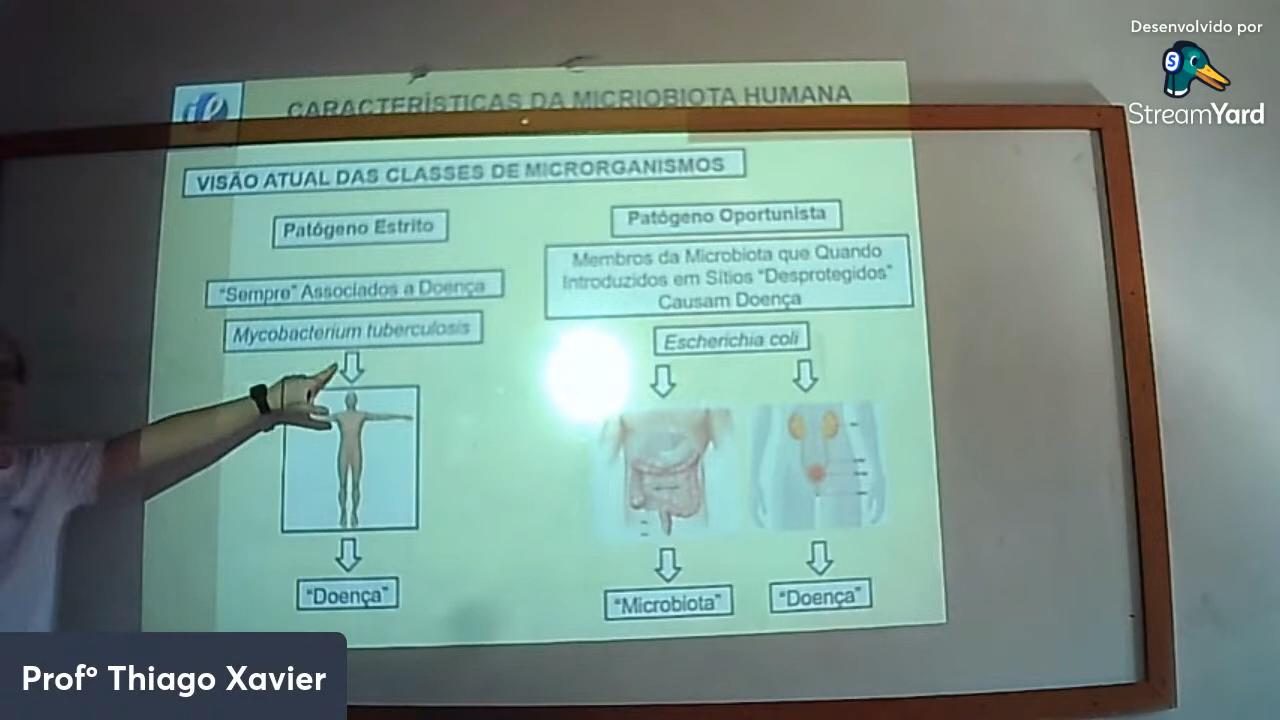 Desenvolvido por
StreamYard
CARACTERÍSTICAS DA MICRIOBIOTA HUMANA
VISÃO ATUAL DAS CLASSES DE MICRORGANISMOS
Patógeno Estrito
"Sempre" Associados a Doença
Mycobacterium tuberculosis
"Doença"
Patógeno Oportunista
Membros da Microbiota que Quando
Introduzidos em Sítios "Desprotegidos"
Causam Doença
Escherichia coli
"Microbiota"
"Doença"
Profº Thiago Xavier